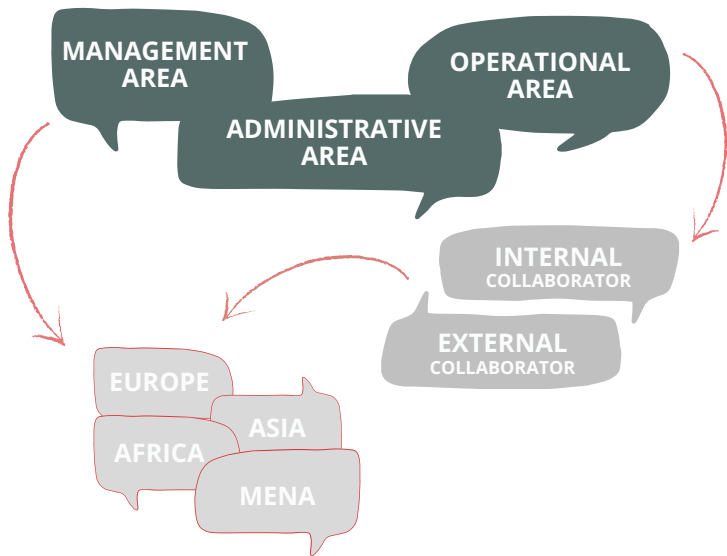 MANAGEMENT
AREA
OPERATIONAL
AREA
ADMINISTRATIVE
AREA
INTERNAL
COLLABORATOR
EXTERNAL
COLLABORATOR
EUROPE
ASIA
AFRICA
MENA